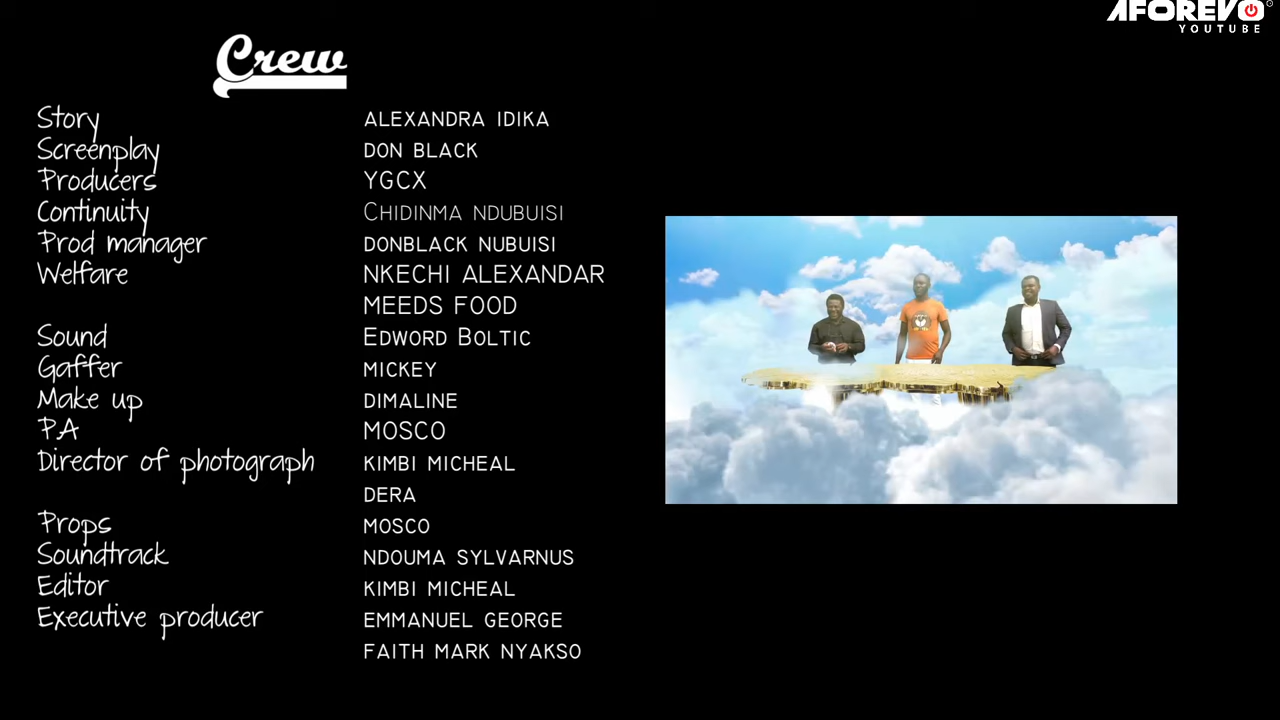 AFOREVO
YOUTUBE
Crew
Story ALEXANDRA IDIKA
Screenplay DON BLACK
Producers YGCX
Continuity CHIDINMA NDUBUISI
Prod manager DONBLACK NUBUISI
Welfare NKECHI ALEXANDAR
MEEDS FOOD
Sound EDWORD BOLTIC
Gaffer MICKEY
Make up DIMALINE
PA MOSCO
Director of photograph KIMBI MICHEAL
DERA
Props MOSCO
Soundtrack NDOUMA SYLVARNUS
Editor KIMBI MICHEAL
Executive producer EMMANUEL GEORGE
FAITH MARK NYAKSO